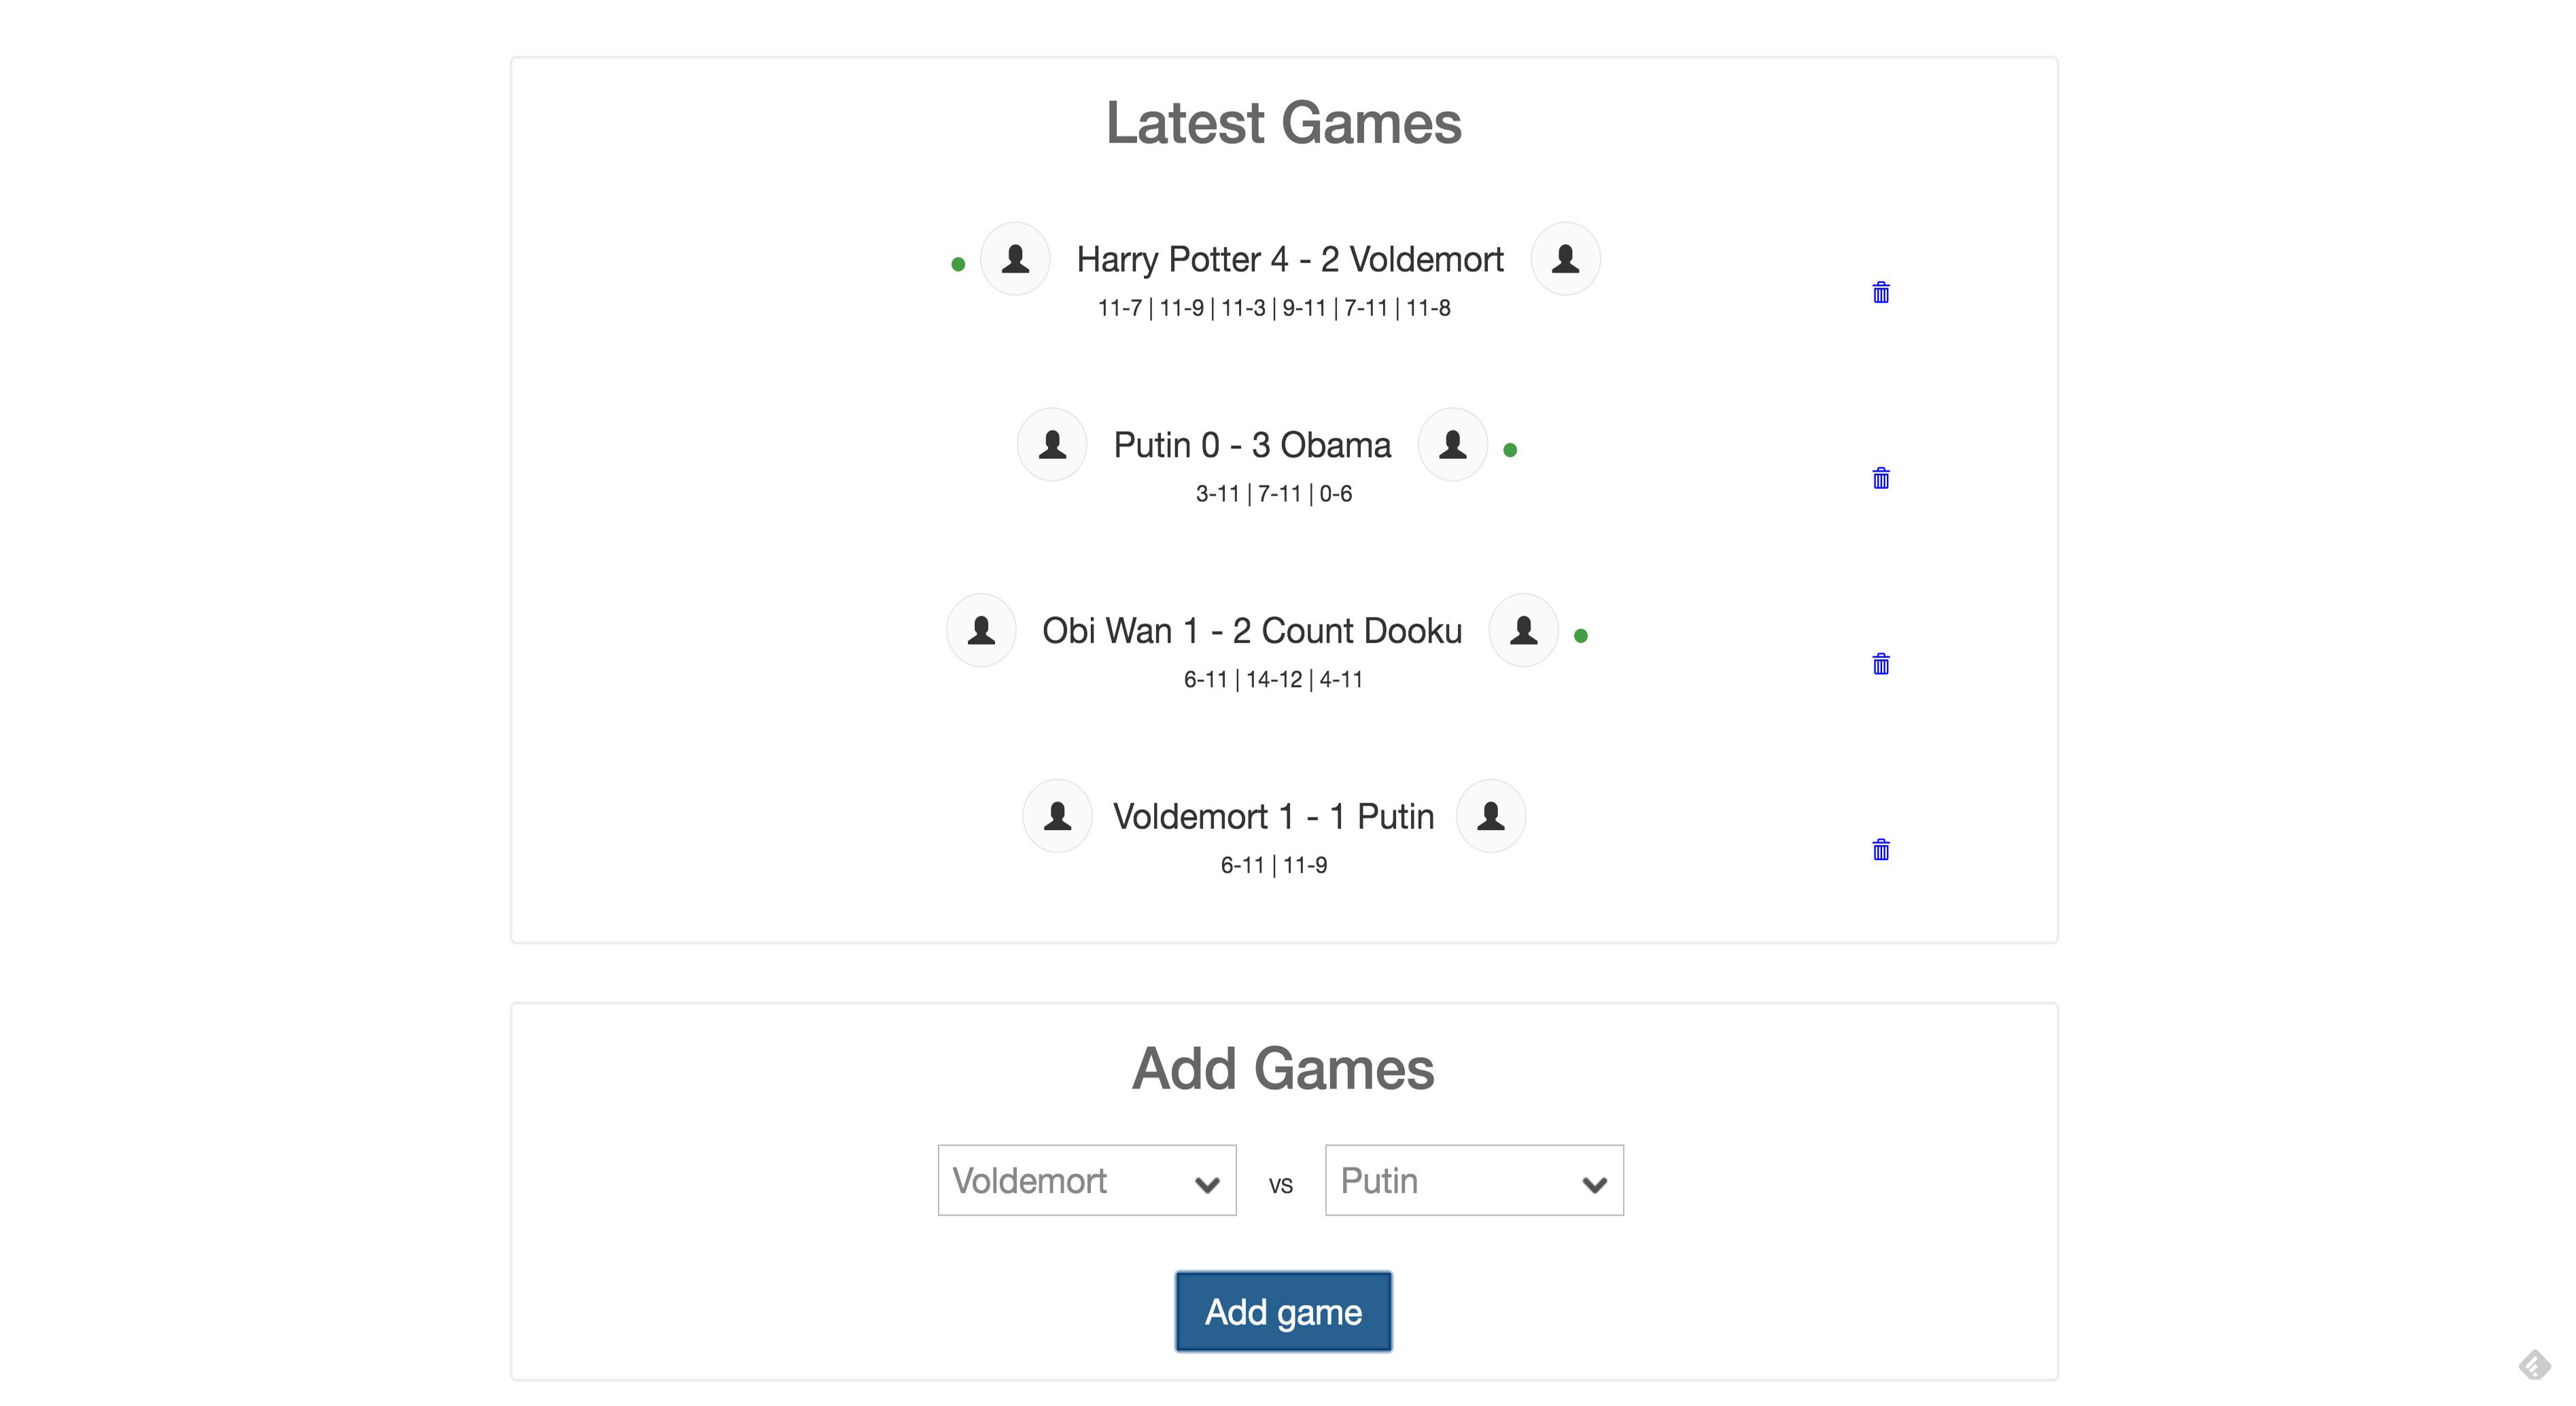 Latest Games
Harry Potter 4 - 2 Voldemort
11-7 | 11-9 | 11-3 | 9-11 | 7-11 | 11-8
Putin 0 - 3 Obama
3-11 | 7-11 | 0-6
Obi Wan 1 - 2 Count Dooku
6-11 | 14-12 | 4-11
Voldemort 1 - 1 Putin
6-11 | 11-9
Add Games
Voldemort vs Putin
Add game